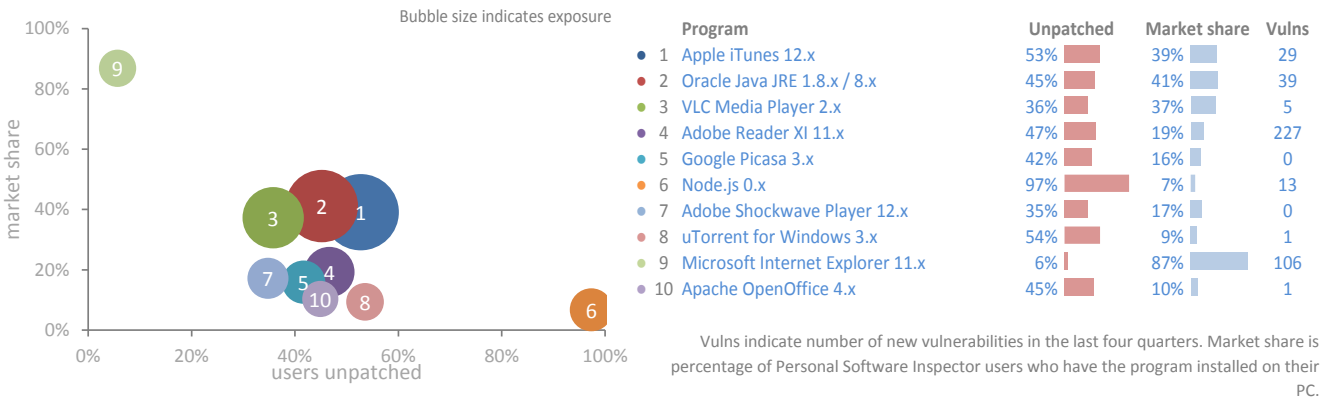 Bubble size indicates exposure
100%
80%
60%
40%
20%
0%
market share
0%
20%
40%
60%
80%
100%
users unpatched
9
3
2
1
7
5
4
10
8
6
Program Unpatched Market share Vulns
1 Apple iTunes 12.x 53% 39% 29
2 Oracle Java JRE 1.8.x / 8.x 45% 41% 39
3 VLC Media Player 2.x 36% 37% 5
4 Adobe Reader XI 11.x 47% 19% 227
5 Google Picasa 3.x 42% 16% 0
6 Node.js 0.x 97% 7% 13
7 Adobe Shockwave Player 12.x 35% 17% 0
8 uTorrent for Windows 3.x 54% 9% 1
9 Microsoft Internet Explorer 11.x 6% 87% 106
10 Apache OpenOffice 4.x 45% 10% 1
Vulns indicate number of new vulnerabilities in the last four quarters. Market share is
percentage of Personal Software Inspector users who have the program installed on their
PC.